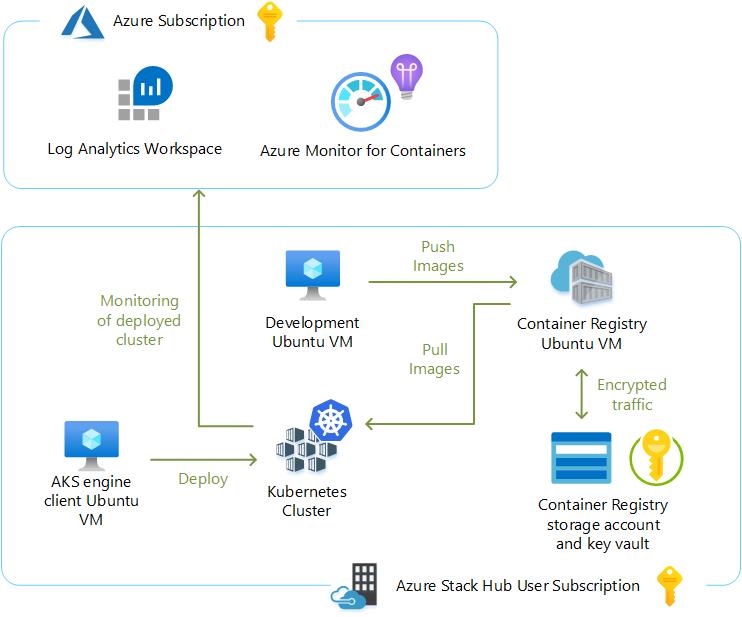 Azure Subscription
Log Analytics Workspace
Azure Monitor for Containers
Monitoring
of deployed
cluster
Development
Ubuntu VM
Push
Images
Container Registry
Ubuntu VM
Pull
Images
Encrypted
traffic
AKS engine
client Ubuntu
VM
Deploy
Kubernetes
Cluster
Container Registry
storage account
and key vault
Azure Stack Hub User Subscription